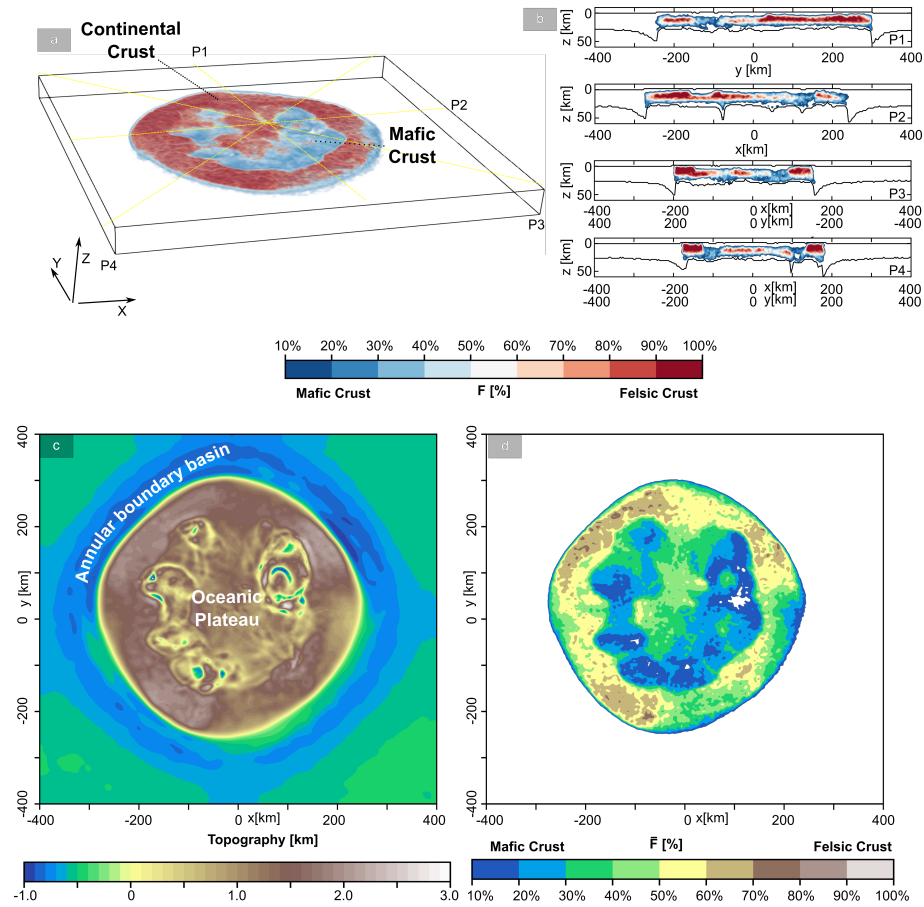 a
Continental
Crust
P1
P2
Mafic
Crust
P3
P4
Y
Z
X
b
z [km]
0
50
P1
-400
-200
0
200
400
y [km]
z [km]
0
50
P2
-400
-200
0
200
400
x[km]
z [km]
0
50
P3
-400 -200 0 x[km] 200 400
400 200 0 y[km] -200 -400
z [km]
0
50
P4
-400 -200 0 x[km] 200 400
-400 -200 0 y[km] 200 400
10% 20% 30% 40% 50% 60% 70% 80% 90% 100%
Mafic Crust F [%] Felsic Crust
c
Annular boundary basin
Oceanic
Plateau
y [km]
400
200
0
-200
-400
-400 -200 0 x[km] 200 400
Topography [km]
-1.0 0 1.0 2.0 3.0
d
y [km]
400
200
0
-200
-400
-400 -200 0 x[km] 200 400
Mafic Crust F̅ [%] Felsic Crust
10% 20% 30% 40% 50% 60% 70% 80% 90% 100%